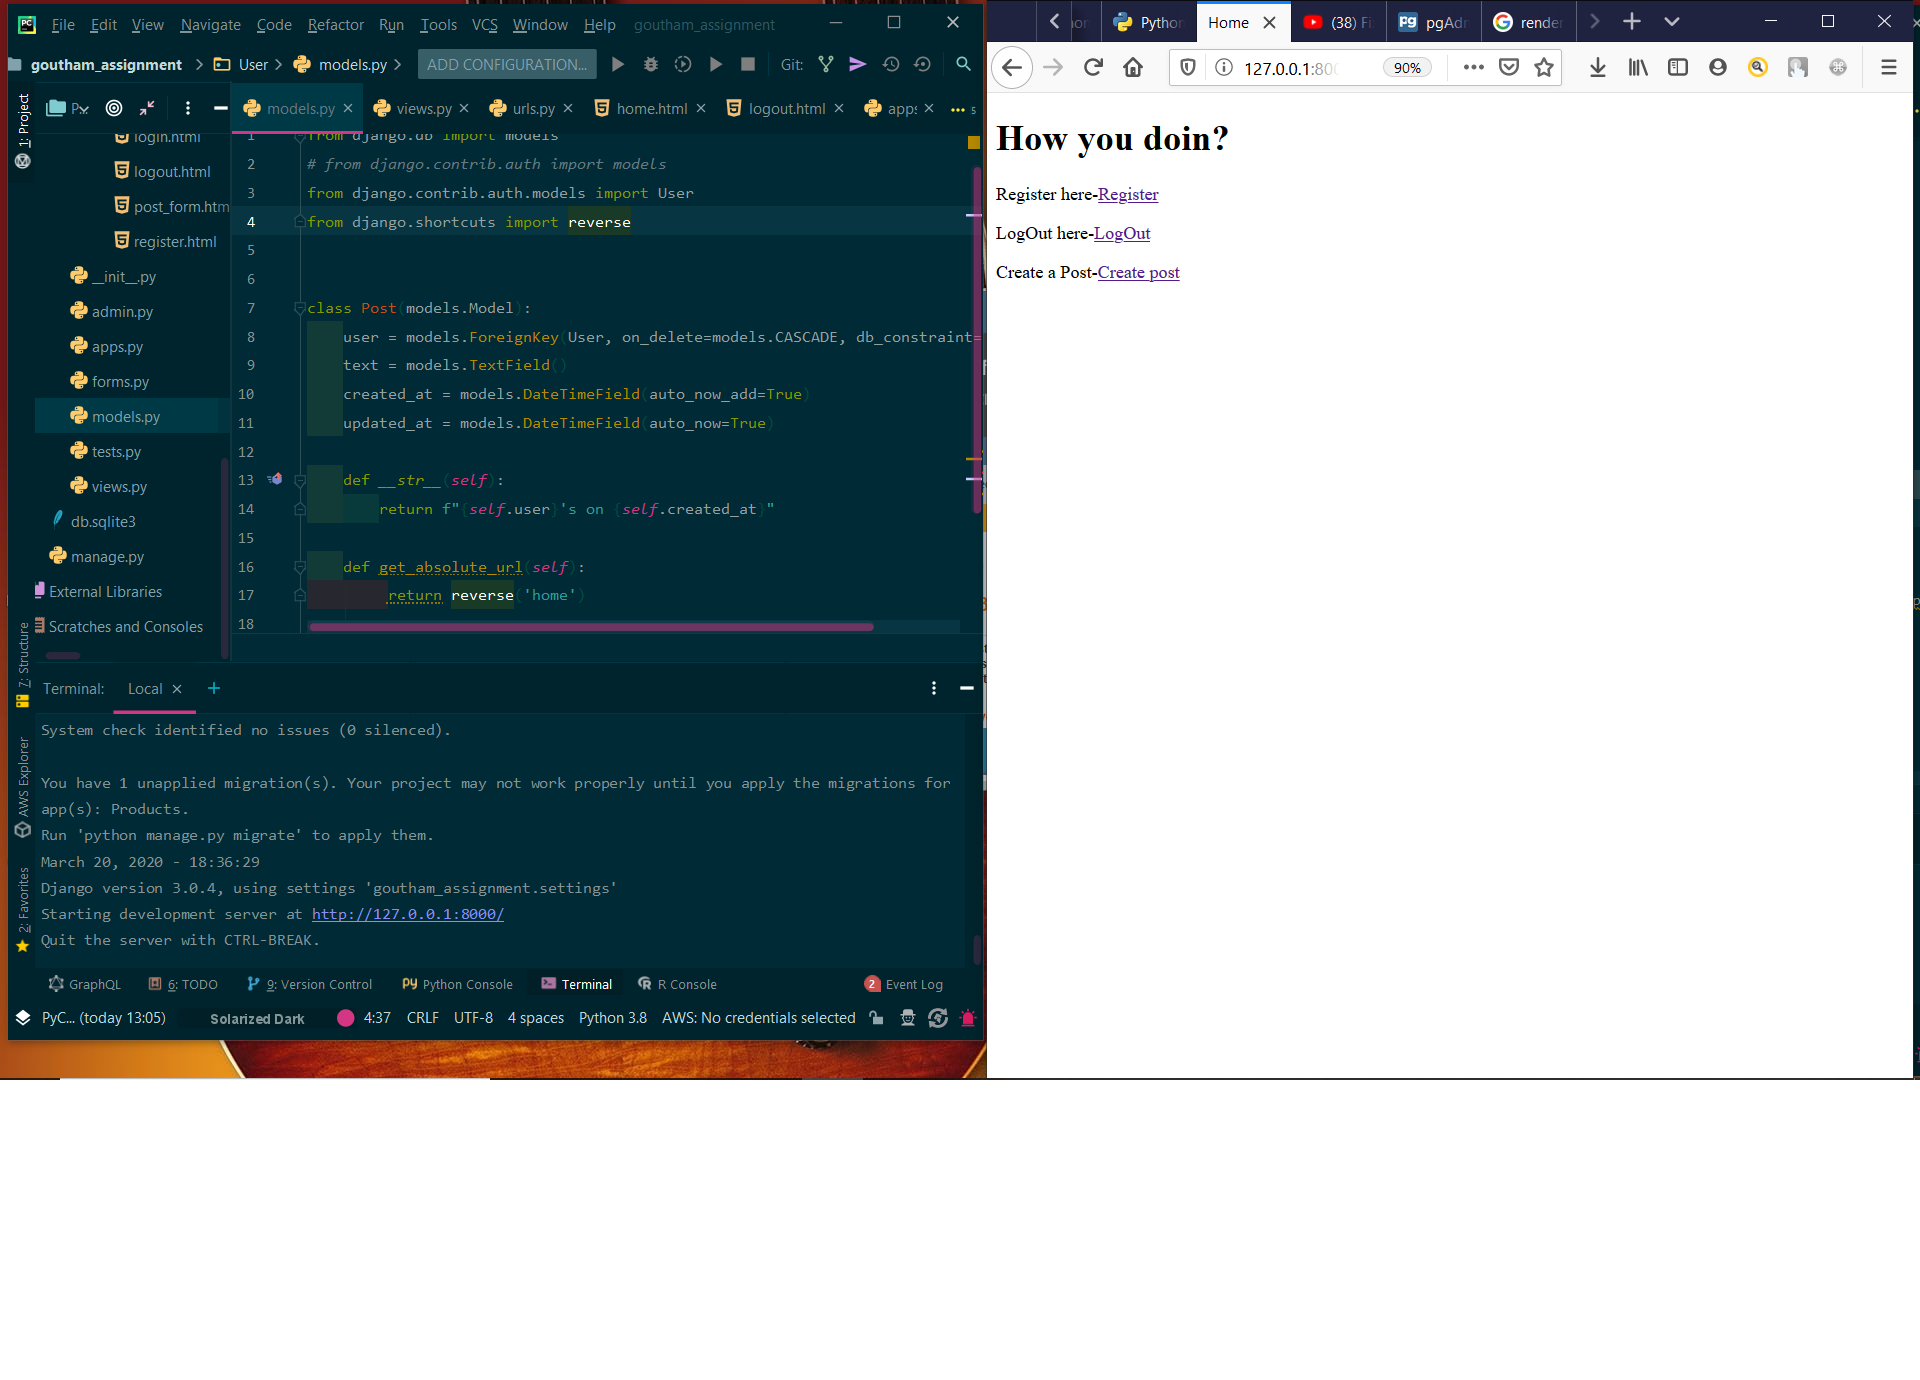 File Edit View Navigate Code Refactor Run Tools VCS Window Help goutham_assignment
goutham_assignment User models.py ADD CONFIGURATION... Git:
1: Project
P
models.py views.py urls.py home.html logout.html apps
login.html
logout.html
post_form.htm
register.html
__init__.py
admin.py
apps.py
forms.py
models.py
tests.py
views.py
db.sqlite3
manage.py
External Libraries
Scratches and Consoles
1 from django.db import models
2 # from django.contrib.auth import models
3 from django.contrib.auth.models import User
4 from django.shortcuts import reverse
5
6
7 class Post(models.Model):
8 user = models.ForeignKey(User, on_delete=models.CASCADE, db_constraint=
9 text = models.TextField()
10 created_at = models.DateTimeField(auto_now_add=True)
11 updated_at = models.DateTimeField(auto_now=True)
12
13 def __str__(self):
14 return f"{self.user}'s on {self.created_at}"
15
16 def get_absolute_url(self):
17 return reverse('home')
18
7: Structure
AWS Explorer
2: Favorites
Terminal: Local
System check identified no issues (0 silenced).
You have 1 unapplied migration(s). Your project may not work properly until you apply the migrations for
app(s): Products.
Run 'python manage.py migrate' to apply them.
March 20, 2020 - 18:36:29
Django version 3.0.4, using settings 'goutham_assignment.settings'
Starting development server at http://127.0.0.1:8000/
Quit the server with CTRL-BREAK.
GraphQL 6: TODO 9: Version Control Python Console Terminal R Console 2 Event Log
PyC... (today 13:05) Solarized Dark 4:37 CRLF UTF-8 4 spaces Python 3.8 AWS: No credentials selected
Python Home (38) Fi pgAd render
127.0.0.1:800 90%
How you doin?
Register here-Register
LogOut here-LogOut
Create a Post-Create post